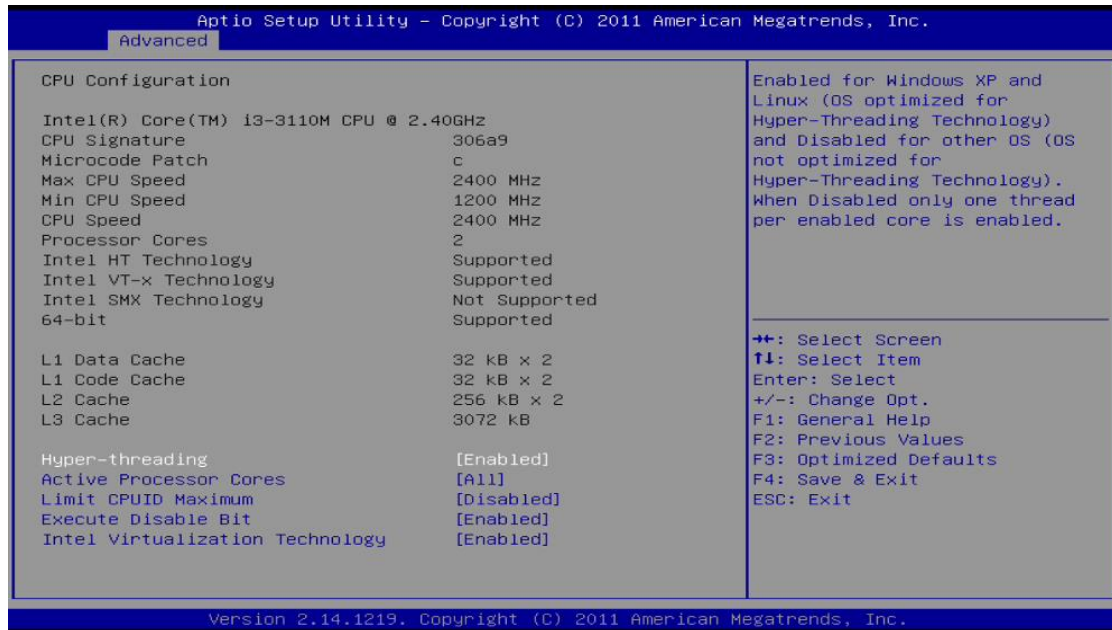 Aptio Setup Utility – Copyright (C) 2011 American Megatrends, Inc.
Advanced
CPU Configuration
Intel(R) Core(TM) i3-3110M CPU @ 2.40GHz
CPU Signature 306a9
Microcode Patch c
Max CPU Speed 2400 MHz
Min CPU Speed 1200 MHz
CPU Speed 2400 MHz
Processor Cores 2
Intel HT Technology Supported
Intel VT-x Technology Supported
Intel SMX Technology Not Supported
64-bit Supported
L1 Data Cache 32 kB x 2
L1 Code Cache 32 kB x 2
L2 Cache 256 kB x 2
L3 Cache 3072 kB
Hyper-threading [Enabled]
Active Processor Cores [All]
Limit CPUID Maximum [Disabled]
Execute Disable Bit [Enabled]
Intel Virtualization Technology [Enabled]
Enabled for Windows XP and
Linux (OS optimized for
Hyper-Threading Technology)
and Disabled for other OS (OS
not optimized for
Hyper-Threading Technology).
When Disabled only one thread
per enabled core is enabled.
→←: Select Screen
↑↓: Select Item
Enter: Select
+/-: Change Opt.
F1: General Help
F2: Previous Values
F3: Optimized Defaults
F4: Save & Exit
ESC: Exit
Version 2.14.1219. Copyright (C) 2011 American Megatrends, Inc.